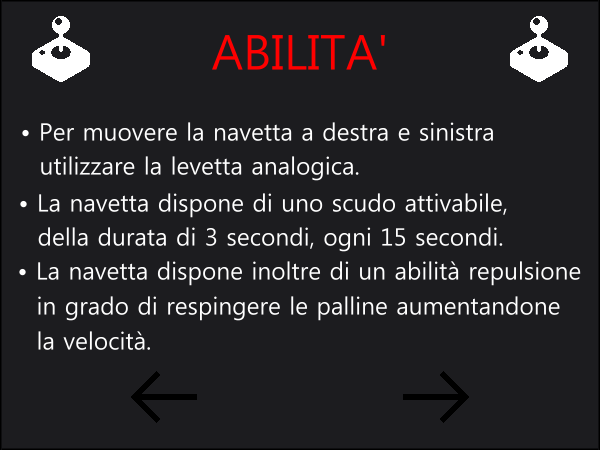 ABILITA'
• Per muovere la navetta a destra e sinistra
utilizzare la levetta analogica.
• La navetta dispone di uno scudo attivabile,
della durata di 3 secondi, ogni 15 secondi.
• La navetta dispone inoltre di un abilità repulsione
in grado di respingere le palline aumentandone
la velocità.